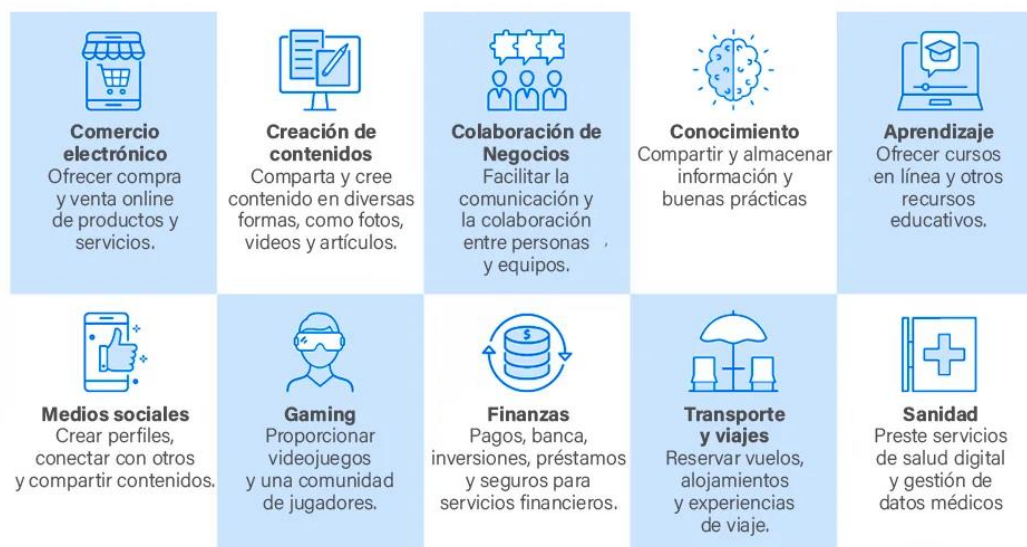 Comercio
electrónico
Ofrecer compra
y venta online
de productos y
servicios.
Creación de
contenidos
Comparta y cree
contenido en diversas
formas, como fotos,
videos y artículos.
Colaboración de
Negocios
Facilitar la
comunicación y
la colaboración
entre personas ,
y equipos.
Conocimiento
Compartir y almacenar
información y
buenas prácticas
Aprendizaje
Ofrecer cursos
en línea y otros
recursos
educativos.
Medios sociales
Crear perfiles,
conectar con otros
y compartir contenidos.
Gaming
Proporcionar
videojuegos
y una comunidad
de jugadores.
$
Finanzas
Pagos, banca,
inversiones, préstamos
y seguros para
servicios financieros.
Transporte
y viajes
Reservar vuelos,
alojamientos
y experiencias
de viaje.
Sanidad
Preste servicios
de salud digital
y gestión de
datos médicos